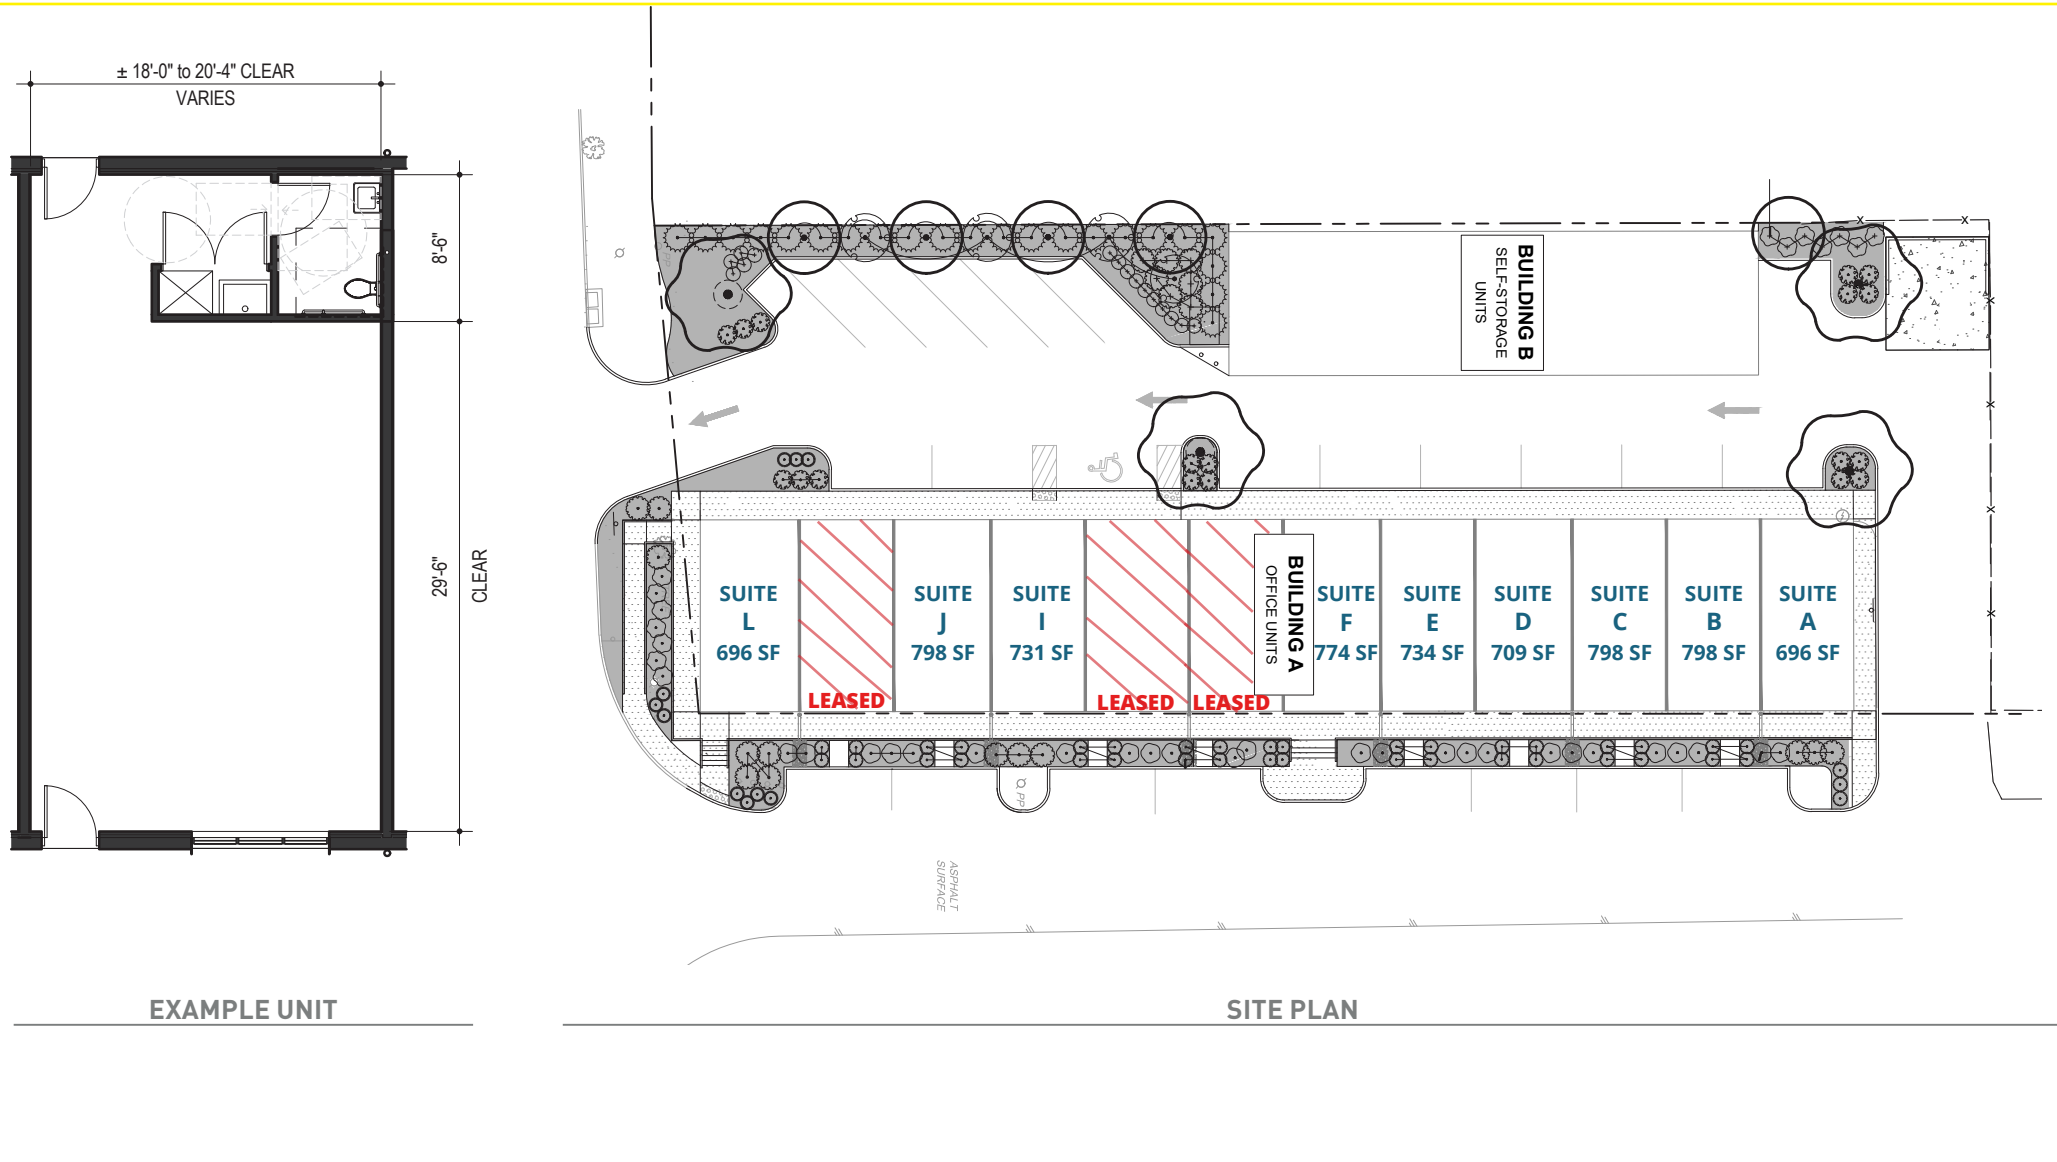 ± 18'-0" to 20'-4" CLEAR
VARIES
8'-6"
29'-6"
CLEAR
EXAMPLE UNIT
BUILDING B
SELF-STORAGE
UNITS
SUITE
L
696 SF
LEASED
SUITE
J
798 SF
SUITE
I
731 SF
LEASED
LEASED
BUILDING A
OFFICE UNITS
SUITE
F
774 SF
SUITE
E
734 SF
SUITE
D
709 SF
SUITE
C
798 SF
SUITE
B
798 SF
SUITE
A
696 SF
PP
PP
ASPHALT
SURFACE
X
X
X
X
X
X
SITE PLAN